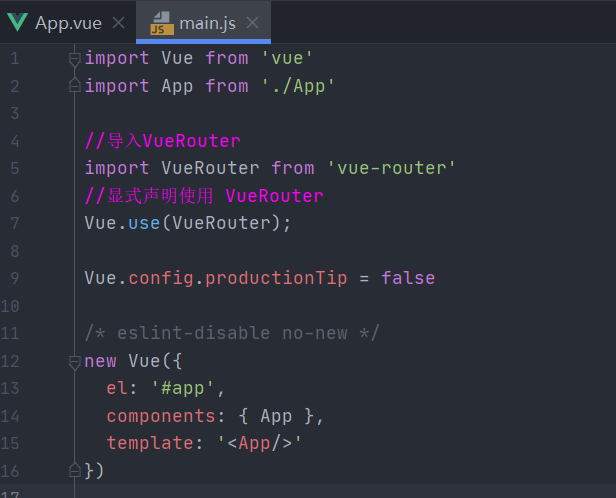 App.vue main.js
JS
1 import Vue from 'vue'
2 import App from './App'
3
4 //导入VueRouter
5 import VueRouter from 'vue-router'
6 //显式声明使用 VueRouter
7 Vue.use(VueRouter);
8
9 Vue.config.productionTip = false
10
11 /* eslint-disable no-new */
12 new Vue({
13   el: '#app',
14   components: { App },
15   template: '<App/>'
16 })
17